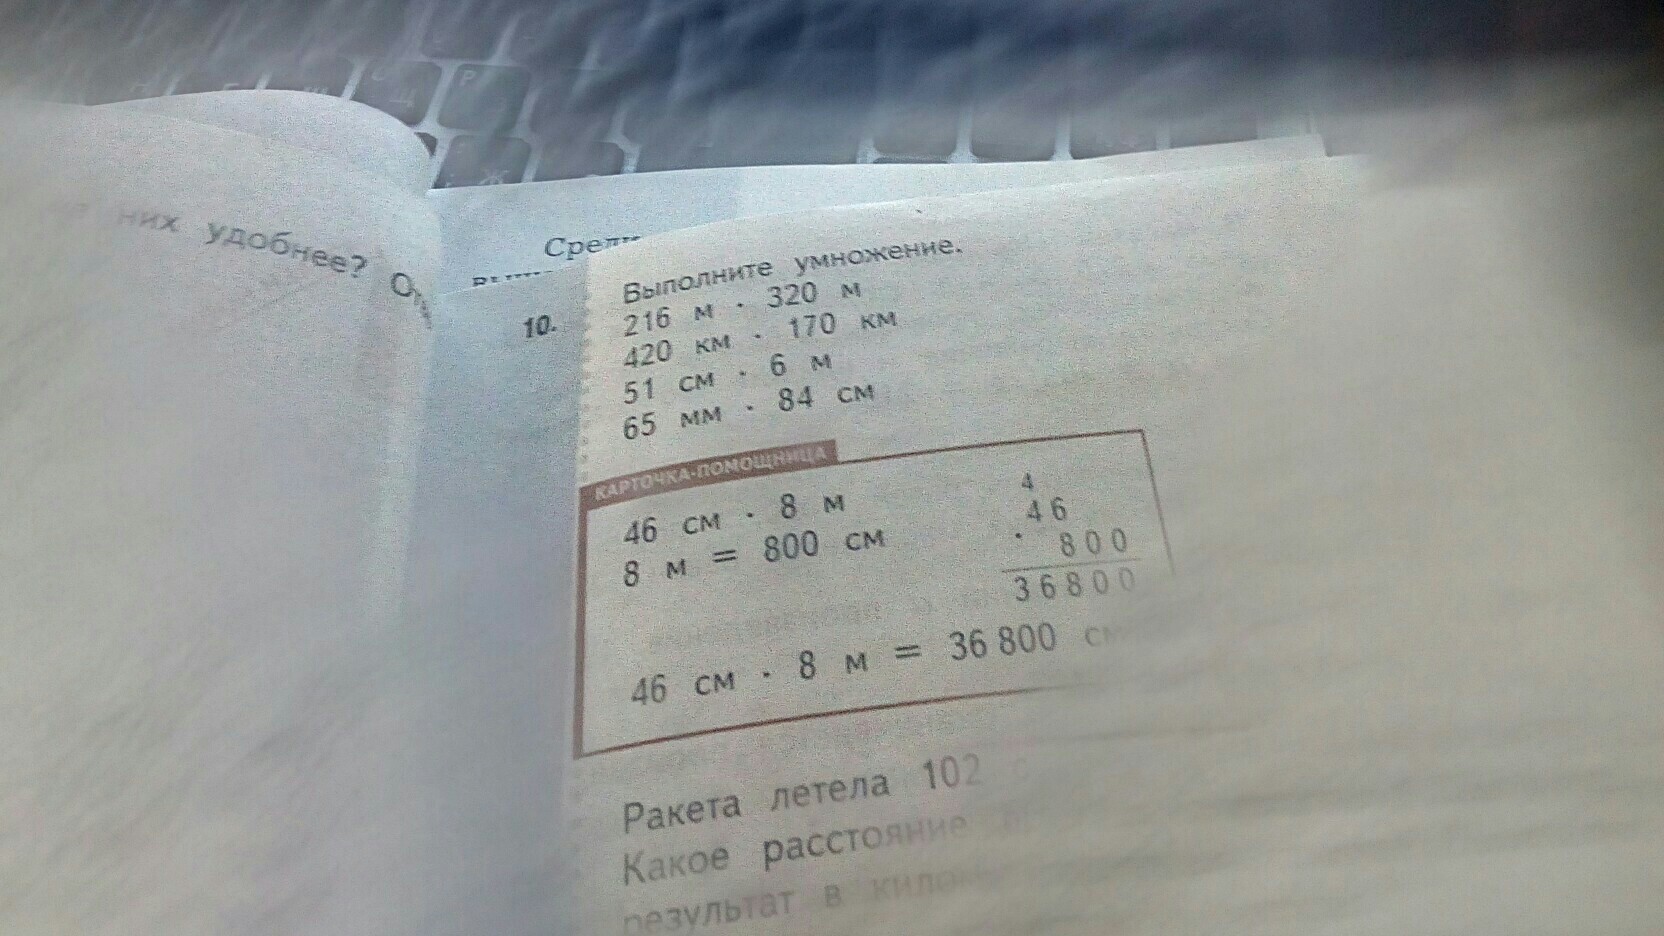 них удобнее?
10.
Выполните умножение.
216 м · 320 м
420 км · 170 км
51 см · 6 м
65 мм · 84 см
КАРТОЧКА-ПОМОЩНИЦА
46 см · 8 м
8 м = 800 см
4
46
· 800
36800
46 см · 8 м = 36 800 см
Ракета летела 102
Какое расстояние
результат в